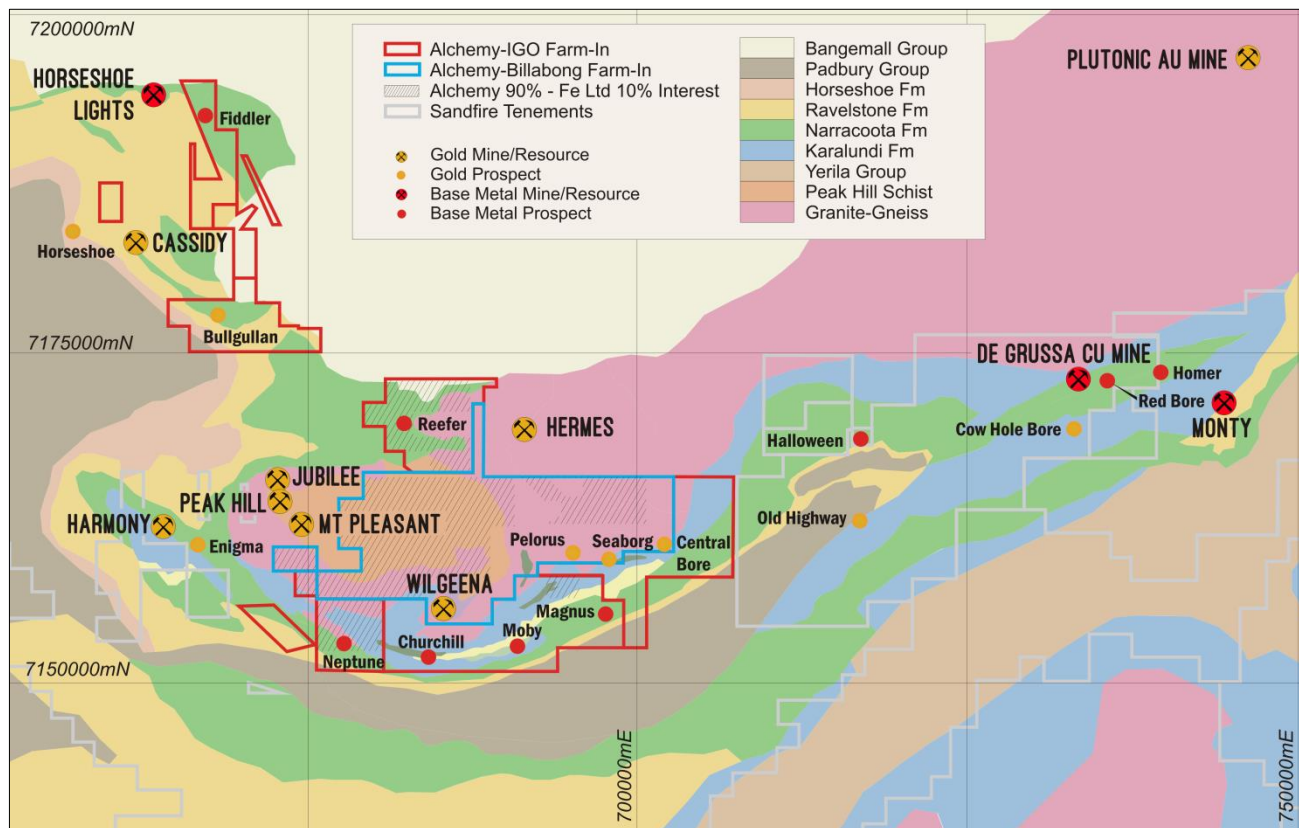 7200000mN
HORSESHOE
LIGHTS
Fiddler
Alchemy-IGO Farm-In
Alchemy-Billabong Farm-In
Alchemy 90% - Fe Ltd 10% Interest
Sandfire Tenements
Gold Mine/Resource
Gold Prospect
Base Metal Mine/Resource
Base Metal Prospect
Bangemall Group
Padbury Group
Horseshoe Fm
Ravelstone Fm
Narracoota Fm
Karalundi Fm
Yerila Group
Peak Hill Schist
Granite-Gneiss
PLUTONIC AU MINE
Horseshoe
CASSIDY
Bullgullan
7175000mN
DE GRUSSA CU MINE
Homer
Red Bore
MONTY
Cow Hole Bore
Halloween
Reefer
HERMES
JUBILEE
PEAK HILL
MT PLEASANT
HARMONY
Enigma
Old Highway
Pelorus
Seaborg
Central
Bore
WILGEENA
Magnus
Moby
Churchill
Neptune
7150000mN
700000mE
750000mE